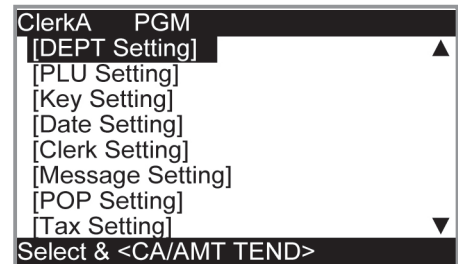 ClerkA PGM
[DEPT Setting] ▲
[PLU Setting]
[Key Setting]
[Date Setting]
[Clerk Setting]
[Message Setting]
[POP Setting]
[Tax Setting] ▼
Select & <CA/AMT TEND>